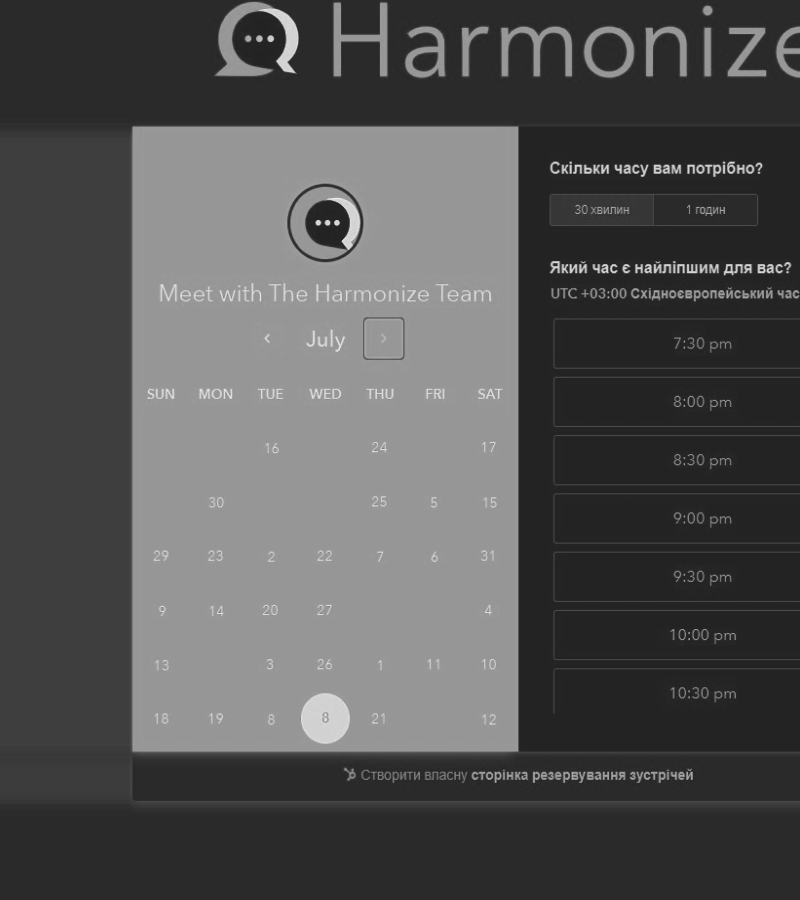 Harmonize
Meet with The Harmonize Team
July
SUN MON TUE WED THU FRI SAT
16 24 17
30 25 5 15
29 23 2 22 7 6 31
9 14 20 27 4
13 3 26 1 11 10
18 19 8 8 21 12
Скільки часу вам потрібно?
30 хвилин 1 годин
Який час є найліпшим для вас?
UTC +03:00 Східноєвропейський час
7:30 pm
8:00 pm
8:30 pm
9:00 pm
9:30 pm
10:00 pm
10:30 pm
Створити власну сторінка резервування зустрічей